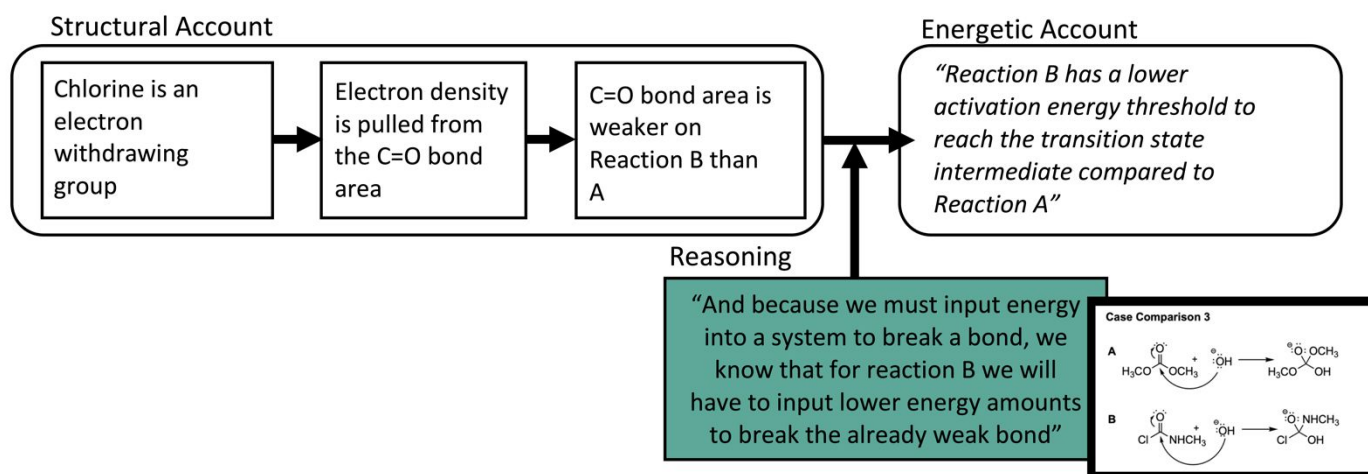 Structural Account
Energetic Account
Chlorine is an
electron
withdrawing
group
Electron density
is pulled from
the C=O bond
area
C=O bond area is
weaker on
Reaction B than
A
“Reaction B has a lower
activation energy threshold to
reach the transition state
intermediate compared to
Reaction A”
Reasoning
“And because we must input energy
into a system to break a bond, we
know that for reaction B we will
have to input lower energy amounts
to break the already weak bond”
Case Comparison 3
A
:O:
H₃CO OCH₃ + ⊖:ÖH
⊖:Ö: OCH₃
H₃CO OH
B
:O:
Cl NHCH₃ + ⊖:ÖH
⊖:Ö: NHCH₃
Cl OH